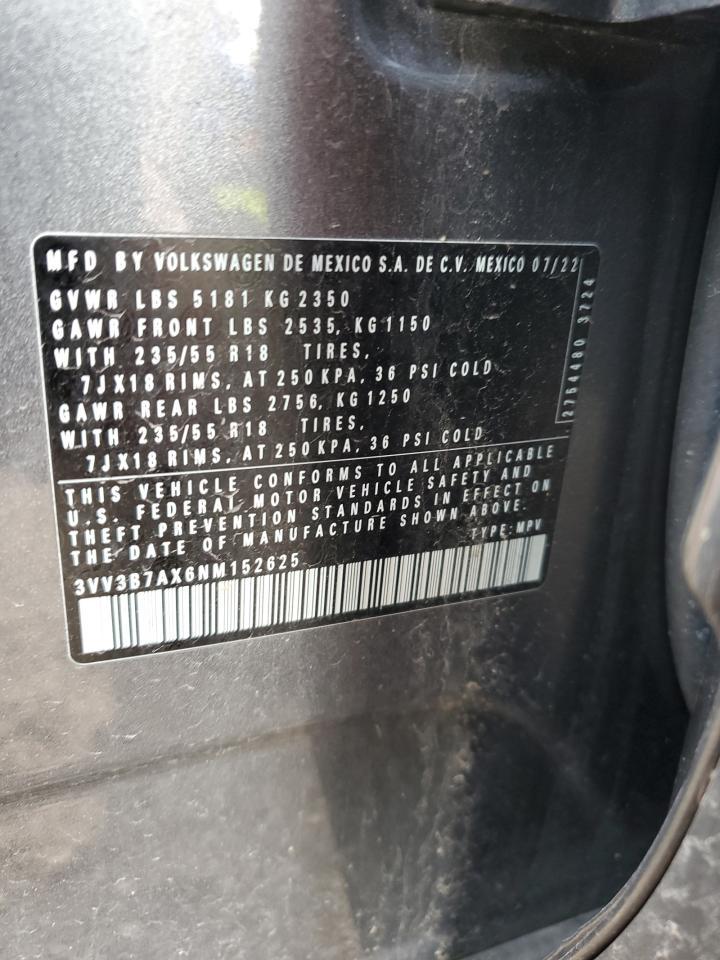 MFD BY VOLKSWAGEN DE MEXICO S.A. DE C.V. MEXICO 07/22
GVWR LBS 5181 KG 2350
GAWR FRONT LBS 2535, KG 1150
WITH 235/55 R18 TIRES,
7JX18 RIMS, AT 250 KPA, 36 PSI COLD
GAWR REAR LBS 2756, KG 1250
WITH 235/55 R18 TIRES,
7JX18 RIMS, AT 250 KPA, 36 PSI COLD
2754480 3724
THIS VEHICLE CONFORMS TO ALL APPLICABLE
U.S. FEDERAL MOTOR VEHICLE SAFETY AND
THEFT PREVENTION STANDARDS IN EFFECT ON
THE DATE OF MANUFACTURE SHOWN ABOVE.
TYPE: MPV
3VV3B7AX6NM152625